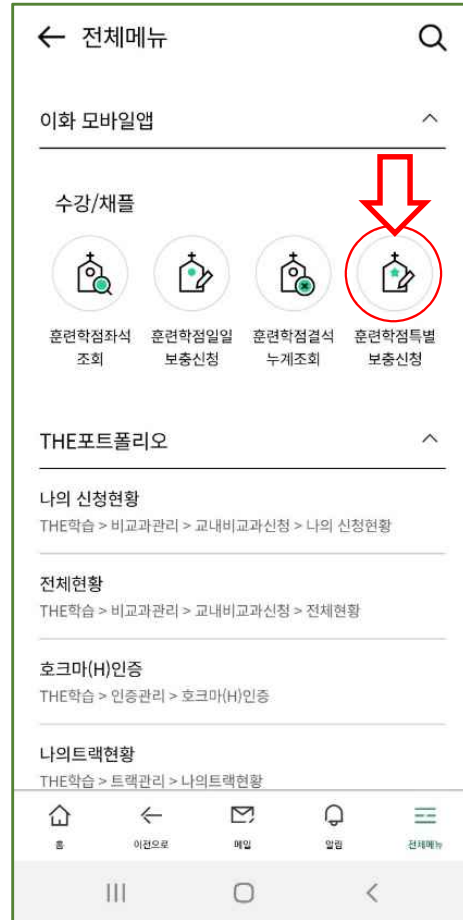 전체메뉴
이화 모바일앱
수강/채플
훈련학점좌석 조회
훈련학점일일 보충신청
훈련학점결석 누계조회
훈련학점특별 보충신청
THE포트폴리오
나의 신청현황
THE학습 > 비교과관리 > 교내비교과신청 > 나의 신청현황
전체현황
THE학습 > 비교과관리 > 교내비교과신청 > 전체현황
호크마(H)인증
THE학습 > 인증관리 > 호크마(H)인증
나의트랙현황
THE학습 > 트랙관리 > 나의트랙현황
홈
이전으로
메일
알림
전체메뉴